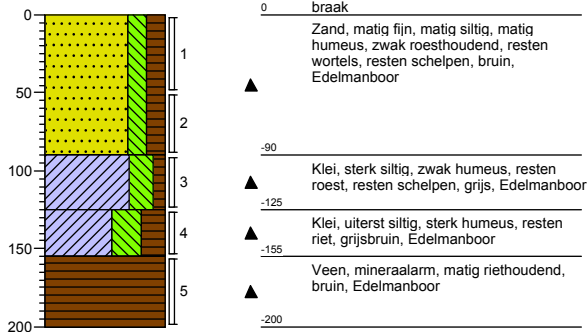 0
50
100
150
200
1
2
3
4
5
0 braak
Zand, matig fijn, matig siltig, matig
humeus, zwak roesthoudend, resten
wortels, resten schelpen, bruin,
Edelmanboor
-90
Klei, sterk siltig, zwak humeus, resten
roest, resten schelpen, grijs, Edelmanboor
-125
Klei, uiterst siltig, sterk humeus, resten
riet, grijsbruin, Edelmanboor
-155
Veen, mineraalarm, matig riethoudend,
bruin, Edelmanboor
-200